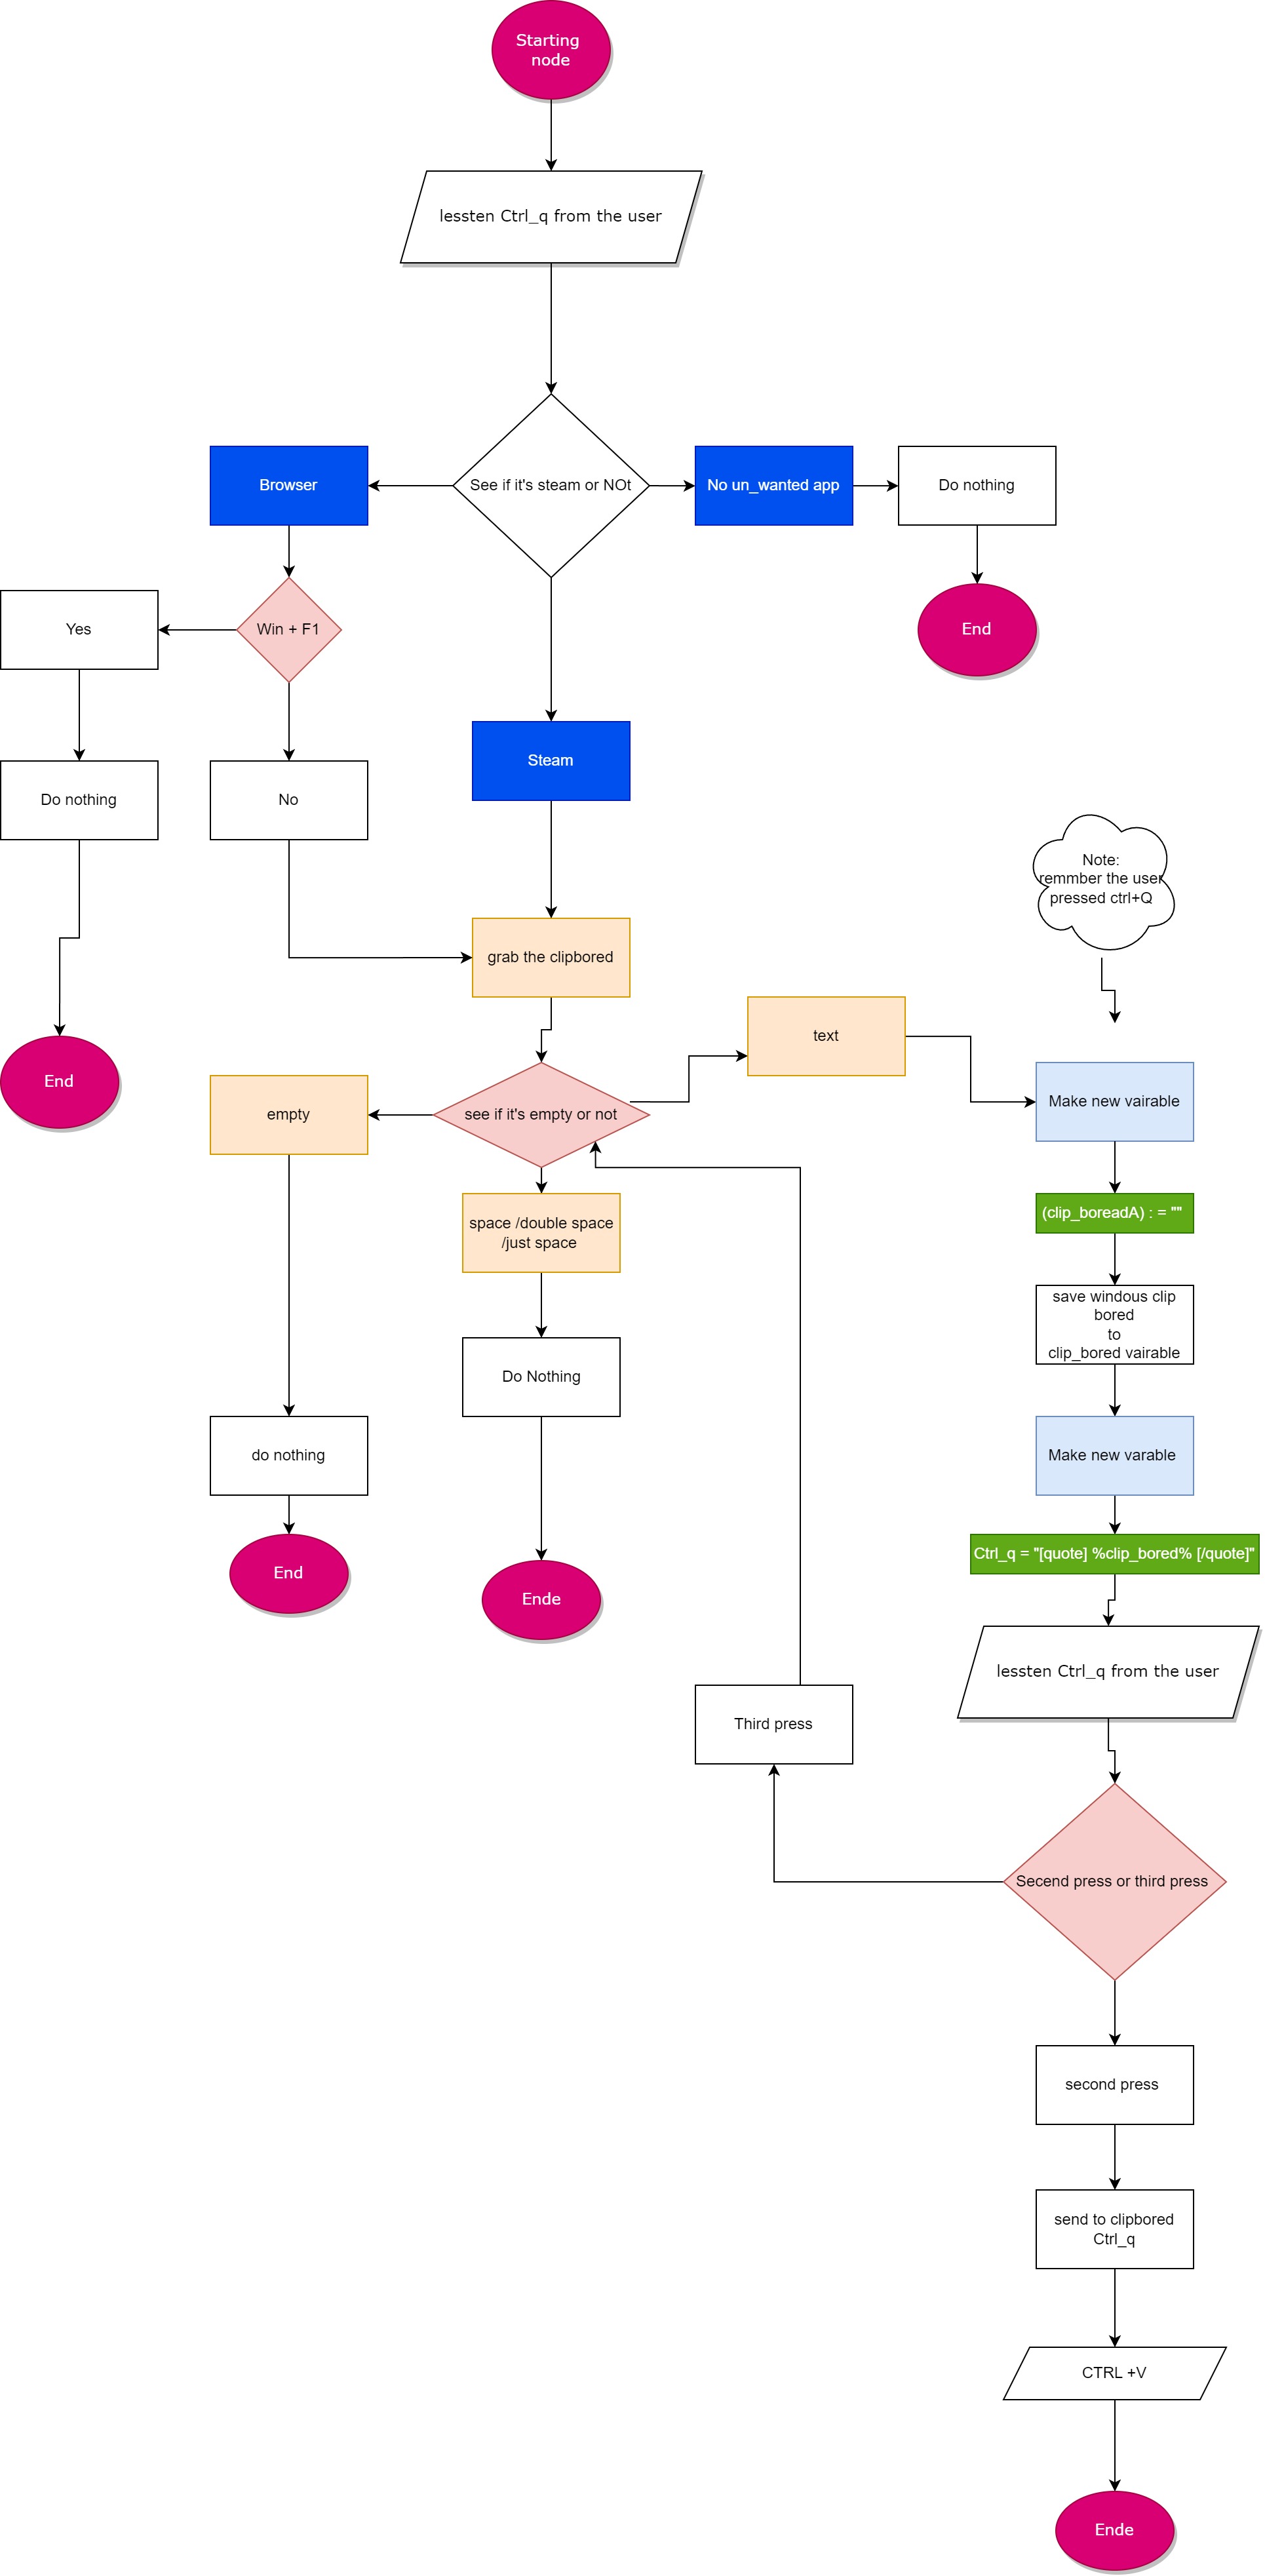 Starting
node
lessten Ctrl_q from the user
Browser
See if it's steam or NOt
No un_wanted app
Do nothing
Yes
Win + F1
End
Steam
Do nothing
No
Note:
remmber the user
pressed ctrl+Q
grab the clipbored
text
End
empty
see if it's empty or not
Make new vairable
space /double space
/just space
(clip_boreadA) : = ""
save windous clip
bored
to
clip_bored vairable
Do Nothing
do nothing
Make new varable
Ctrl_q = "[quote] %clip_bored% [/quote]"
End
Ende
lessten Ctrl_q from the user
Third press
Secend press or third press
second press
send to clipbored
Ctrl_q
CTRL +V
Ende